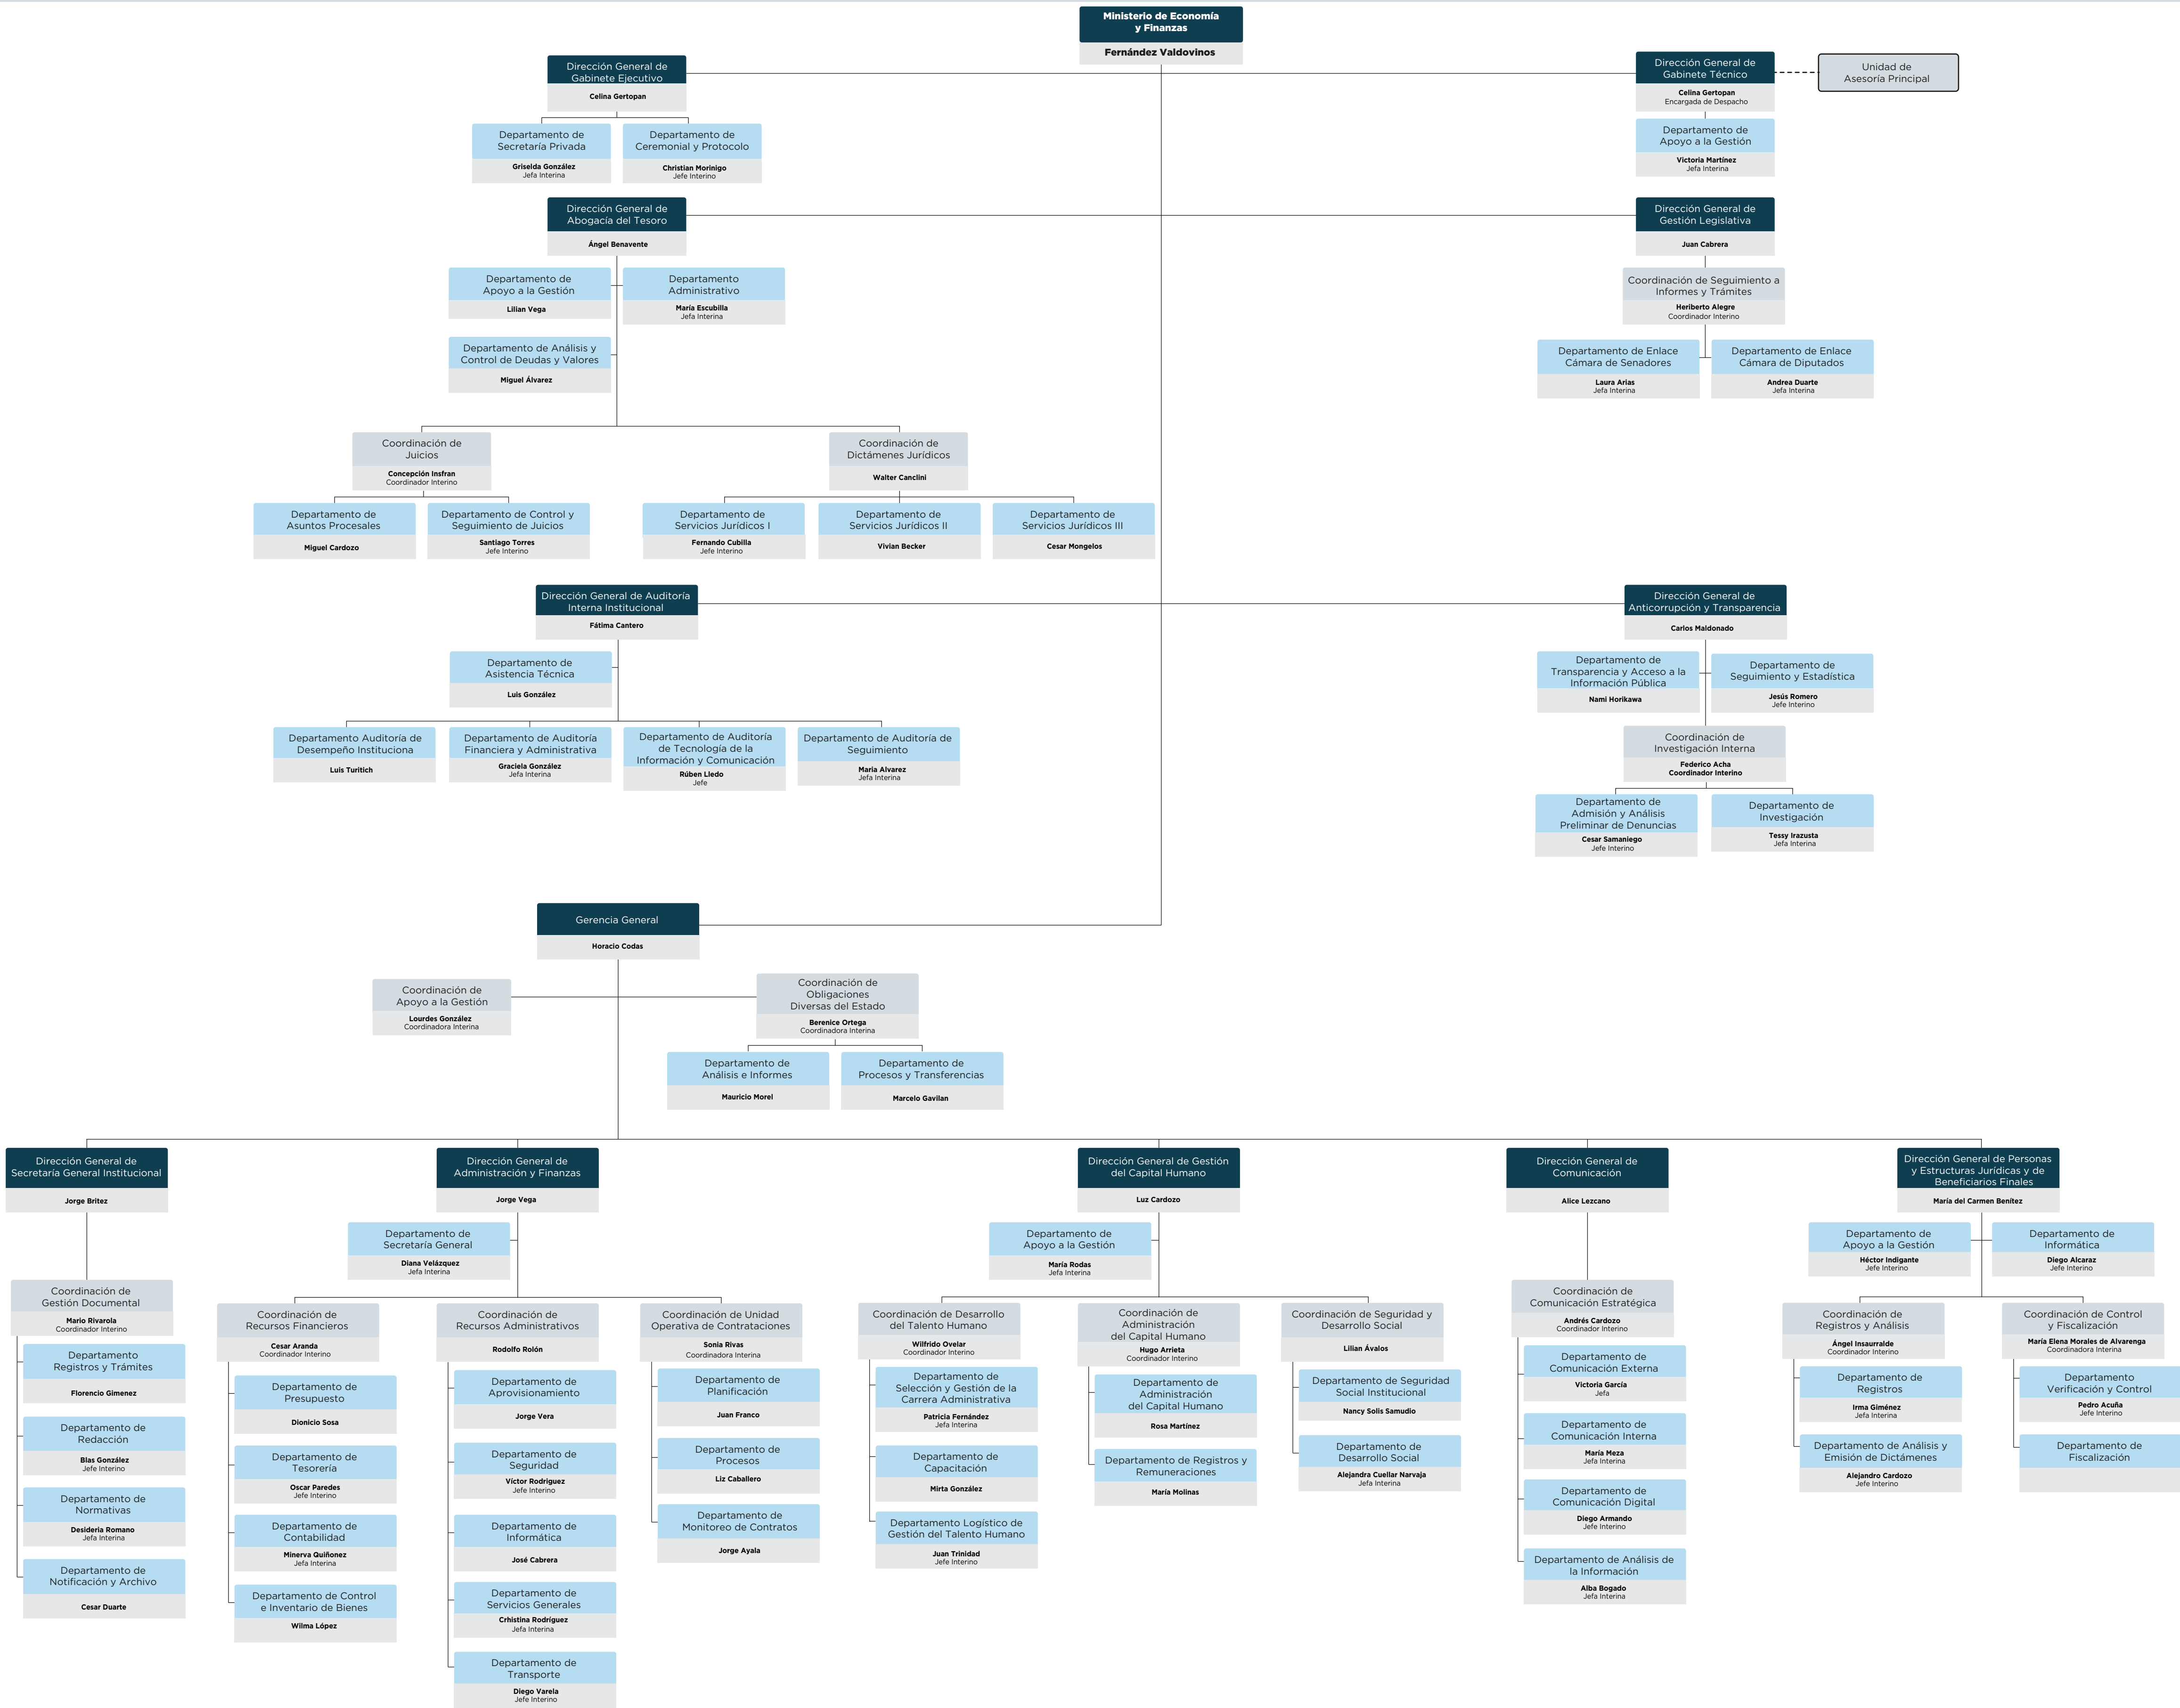 Ministerio de Economía
y Finanzas
Fernández Valdovinos
Dirección General de
Gabinete Ejecutivo
Celina Gertopan
Dirección General de
Gabinete Técnico
Celina Gertopan
Encargada de Despacho
Unidad de
Asesoría Principal
Departamento de
Secretaría Privada
Griselda González
Jefa Interina
Departamento de
Ceremonial y Protocolo
Christian Morinigo
Jefe Interino
Departamento de
Apoyo a la Gestión
Victoria Martínez
Jefa Interina
Dirección General de
Abogacía del Tesoro
Ángel Benavente
Dirección General de
Gestión Legislativa
Juan Cabrera
Departamento de
Apoyo a la Gestión
Lilian Vega
Departamento
Administrativo
María Escubilla
Jefa Interina
Coordinación de Seguimiento a
Informes y Trámites
Heriberto Alegre
Coordinador Interino
Departamento de Análisis y
Control de Deudas y Valores
Miguel Álvarez
Departamento de Enlace
Cámara de Senadores
Laura Arias
Jefa Interina
Departamento de Enlace
Cámara de Diputados
Andrea Duarte
Jefa Interina
Coordinación de
Juicios
Concepción Insfran
Coordinador Interino
Coordinación de
Dictámenes Jurídicos
Walter Canclini
Departamento de
Asuntos Procesales
Miguel Cardozo
Departamento de Control y
Seguimiento de Juicios
Santiago Torres
Jefe Interino
Departamento de
Servicios Jurídicos I
Fernando Cubilla
Jefe Interino
Departamento de
Servicios Jurídicos II
Vivian Becker
Departamento de
Servicios Jurídicos III
Cesar Mongelos
Dirección General de Auditoría
Interna Institucional
Fátima Cantero
Dirección General de
Anticorrupción y Transparencia
Carlos Maldonado
Departamento de
Asistencia Técnica
Luis González
Departamento de
Transparencia y Acceso a la
Información Pública
Nami Horikawa
Departamento de
Seguimiento y Estadística
Jesús Romero
Jefe Interino
Departamento Auditoría de
Desempeño Instituciona
Luis Turitich
Departamento de Auditoría
Financiera y Administrativa
Graciela González
Jefa Interina
Departamento de Auditoría
de Tecnología de la
Información y Comunicación
Rúben Lledo
Jefe
Departamento de Auditoría de
Seguimiento
Maria Alvarez
Jefa Interina
Coordinación de
Investigación Interna
Federico Acha
Coordinador Interino
Departamento de
Admisión y Análisis
Preliminar de Denuncias
Cesar Samaniego
Jefe Interino
Departamento de
Investigación
Tessy Irazusta
Jefa Interina
Gerencia General
Horacio Codas
Coordinación de
Apoyo a la Gestión
Lourdes González
Coordinadora Interina
Coordinación de
Obligaciones
Diversas del Estado
Berenice Ortega
Coordinadora Interina
Departamento de
Análisis e Informes
Mauricio Morel
Departamento de
Procesos y Transferencias
Marcelo Gavilan
Dirección General de
Secretaría General Institucional
Jorge Britez
Coordinación de
Gestión Documental
Mario Rivarola
Coordinador Interino
Departamento
Registros y Trámites
Florencio Gimenez
Departamento de
Redacción
Blas González
Jefe Interino
Departamento de
Normativas
Desideria Romano
Jefa Interina
Departamento de
Notificación y Archivo
Cesar Duarte
Dirección General de
Administración y Finanzas
Jorge Vega
Departamento de
Secretaría General
Diana Velázquez
Jefa Interina
Coordinación de
Recursos Financieros
Cesar Aranda
Coordinador Interino
Departamento de
Presupuesto
Dionicio Sosa
Departamento de
Tesorería
Oscar Paredes
Jefe Interino
Departamento de
Contabilidad
Minerva Quiñonez
Jefa Interina
Departamento de Control
e Inventario de Bienes
Wilma López
Coordinación de
Recursos Administrativos
Rodolfo Rolón
Departamento de
Aprovisionamiento
Jorge Vera
Departamento de
Seguridad
Víctor Rodriguez
Jefe Interino
Departamento de
Informática
José Cabrera
Departamento de
Servicios Generales
Crhistina Rodríguez
Jefa Interina
Departamento de
Transporte
Diego Varela
Jefe Interino
Coordinación de Unidad
Operativa de Contrataciones
Sonia Rivas
Coordinadora Interina
Departamento de
Planificación
Juan Franco
Departamento de
Procesos
Liz Caballero
Departamento de
Monitoreo de Contratos
Jorge Ayala
Dirección General de Gestión
del Capital Humano
Luz Cardozo
Departamento de
Apoyo a la Gestión
María Rodas
Jefa Interina
Coordinación de Desarrollo
del Talento Humano
Wilfrido Ovelar
Coordinador Interino
Departamento de
Selección y Gestión de la
Carrera Administrativa
Patricia Fernández
Jefa Interina
Departamento de
Capacitación
Mirta González
Departamento Logístico de
Gestión del Talento Humano
Juan Trinidad
Jefe Interino
Coordinación de
Administración
del Capital Humano
Hugo Arrieta
Coordinador Interino
Departamento de
Administración
del Capital Humano
Rosa Martínez
Departamento de Registros y
Remuneraciones
María Molinas
Coordinación de Seguridad y
Desarrollo Social
Lilian Ávalos
Departamento de Seguridad
Social Institucional
Nancy Solis Samudio
Departamento de
Desarrollo Social
Alejandra Cuellar Narvaja
Jefa Interina
Dirección General de
Comunicación
Alice Lezcano
Coordinación de
Comunicación Estratégica
Andrés Cardozo
Coordinador Interino
Departamento de
Comunicación Externa
Victoria García
Jefa
Departamento de
Comunicación Interna
María Meza
Jefa Interina
Departamento de
Comunicación Digital
Diego Armando
Jefe Interino
Departamento de Análisis de
la Información
Alba Bogado
Jefa Interina
Dirección General de Personas
y Estructuras Jurídicas y de
Beneficiarios Finales
María del Carmen Benítez
Departamento de
Apoyo a la Gestión
Héctor Indigante
Jefe Interino
Departamento de
Informática
Diego Alcaraz
Jefe Interino
Coordinación de
Registros y Análisis
Ángel Insaurralde
Coordinador Interino
Departamento de
Registros
Irma Giménez
Jefa Interina
Departamento de Análisis y
Emisión de Dictámenes
Alejandro Cardozo
Jefe Interino
Coordinación de Control
y Fiscalización
María Elena Morales de Alvarenga
Coordinadora Interina
Departamento
Verificación y Control
Pedro Acuña
Jefe Interino
Departamento de
Fiscalización